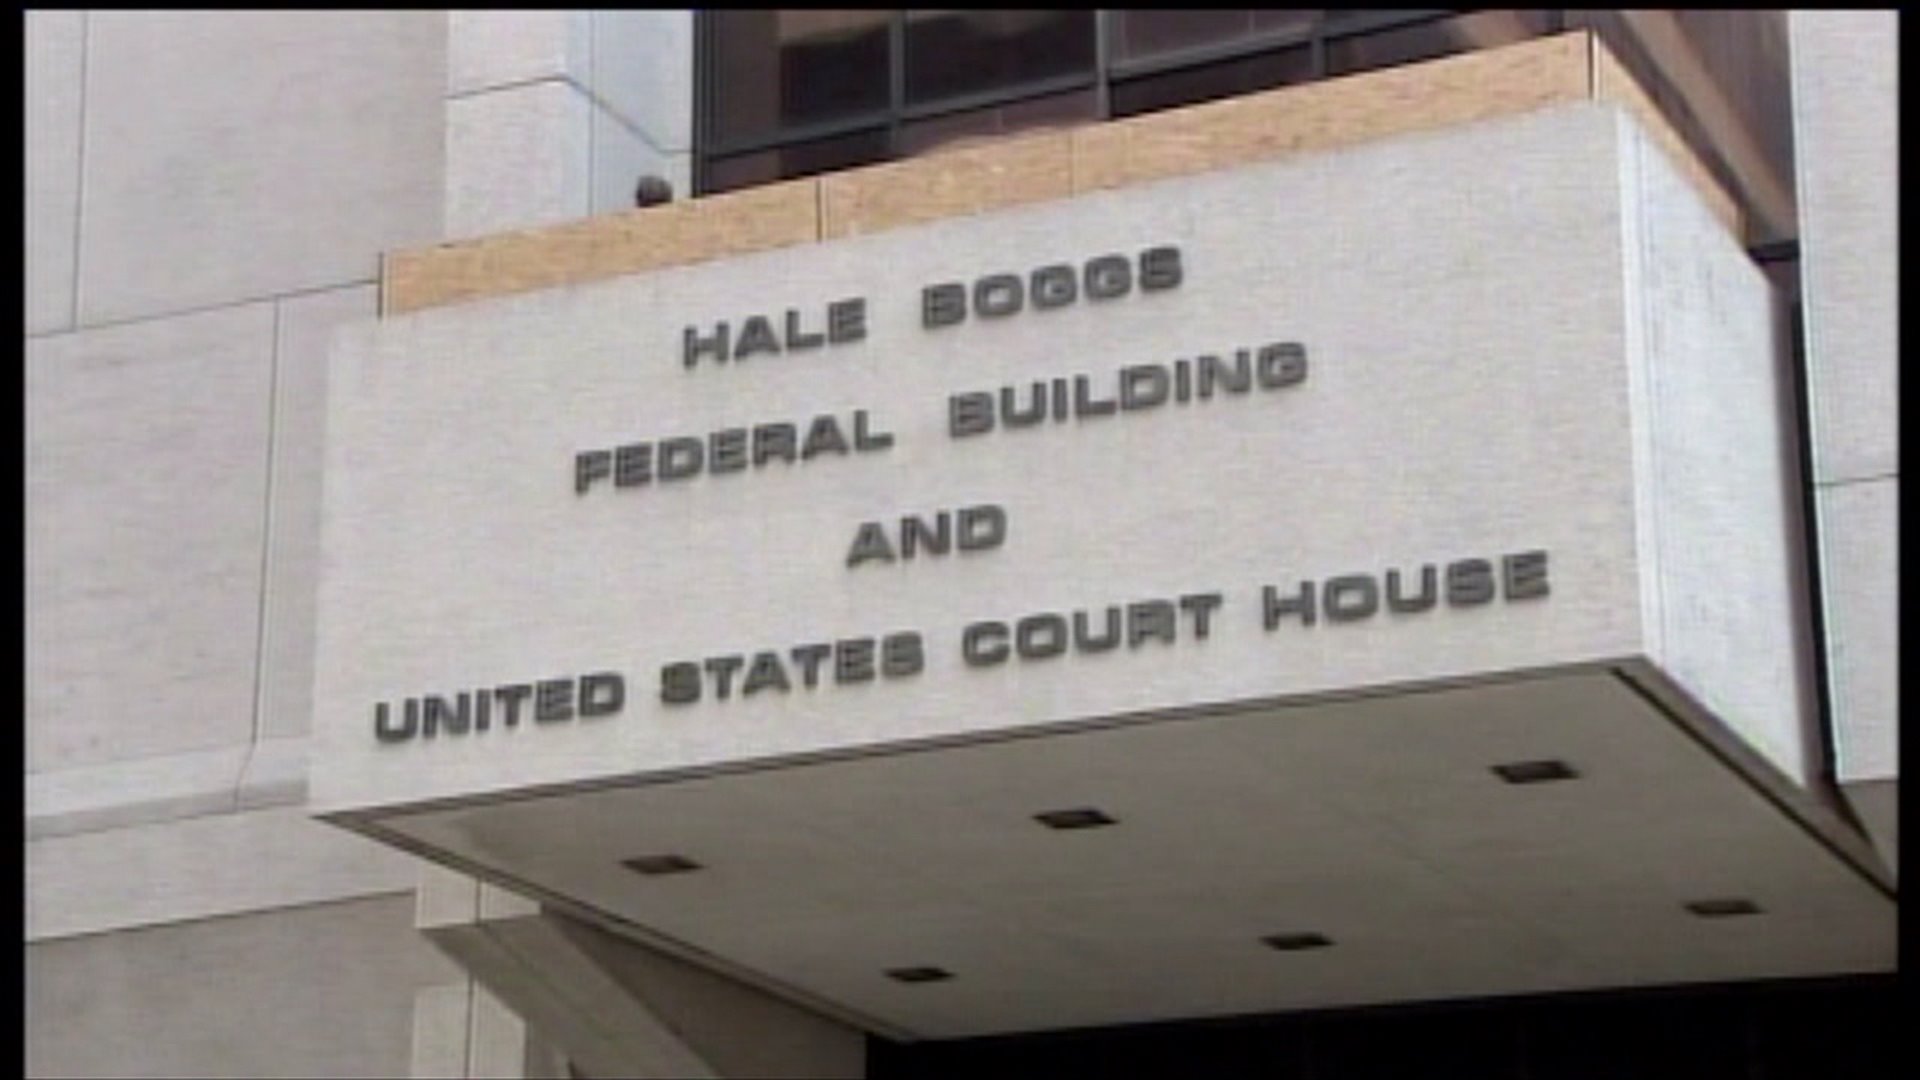 HALE BOGGS
FEDERAL BUILDING
AND
UNITED STATES COURT HOUSE